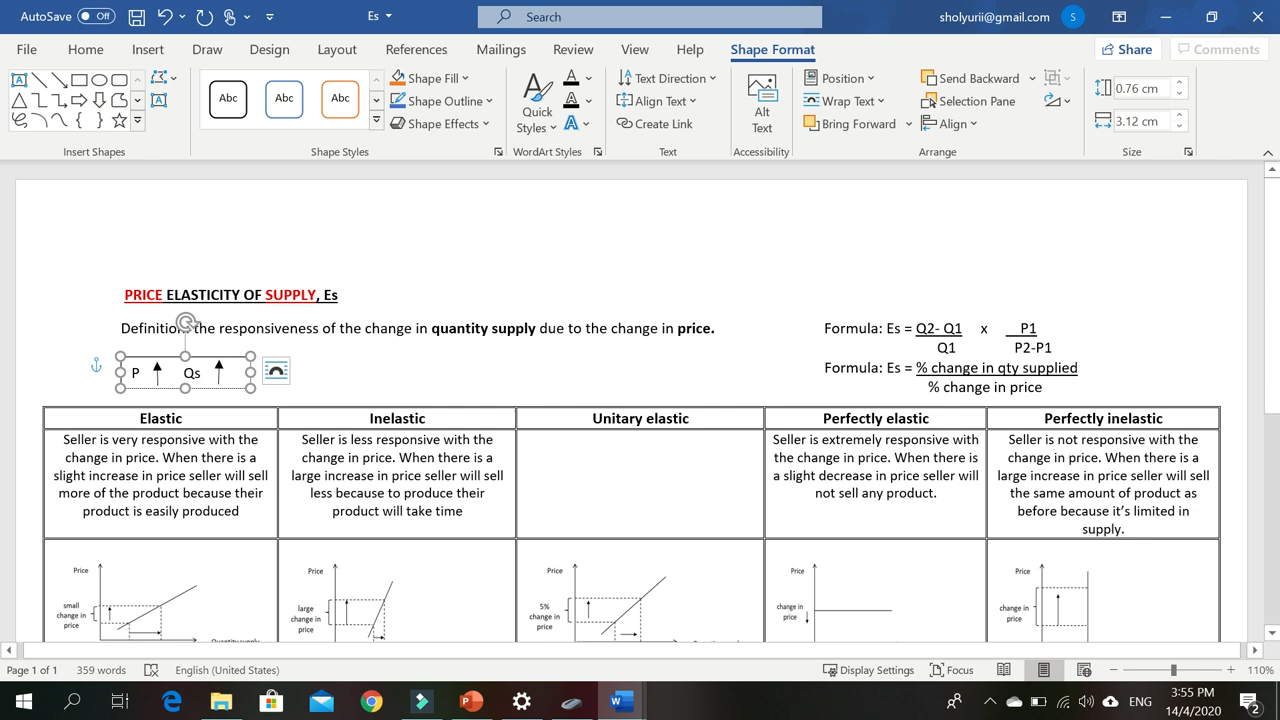 AutoSave Off Es Search sholyurii@gmail.com S
File Home Insert Draw Design Layout References Mailings Review View Help Shape Format Share Comments
Abc Abc Abc
Shape Fill
Shape Outline
Shape Effects
Quick Styles
Text Direction
Align Text
Create Link
Alt Text
Position
Wrap Text
Bring Forward
Send Backward
Selection Pane
Align
0.76 cm
3.12 cm
Insert Shapes Shape Styles WordArt Styles Text Accessibility Arrange Size
PRICE ELASTICITY OF SUPPLY, Es
Definition: the responsiveness of the change in quantity supply due to the change in price.
Formula: Es = Q2- Q1 x P1
Q1 P2-P1
P Qs
Formula: Es = % change in qty supplied
% change in price
Elastic Inelastic Unitary elastic Perfectly elastic Perfectly inelastic
Seller is very responsive with the
change in price. When there is a
slight increase in price seller will sell
more of the product because their
product is easily produced
Seller is less responsive with the
change in price. When there is a
large increase in price seller will sell
less because to produce their
product will take time
Seller is extremely responsive with
the change in price. When there is
a slight decrease in price seller will
not sell any product.
Seller is not responsive with the
change in price. When there is a
large increase in price seller will sell
the same amount of product as
before because it's limited in
supply.
Price
small
change in
price
Price
large
change in
price
Price
5%
change in
price
Price
change in
price
Price
change in
price
Page 1 of 1 359 words English (United States) Display Settings Focus 110%
ENG
3:55 PM
14/4/2020
2